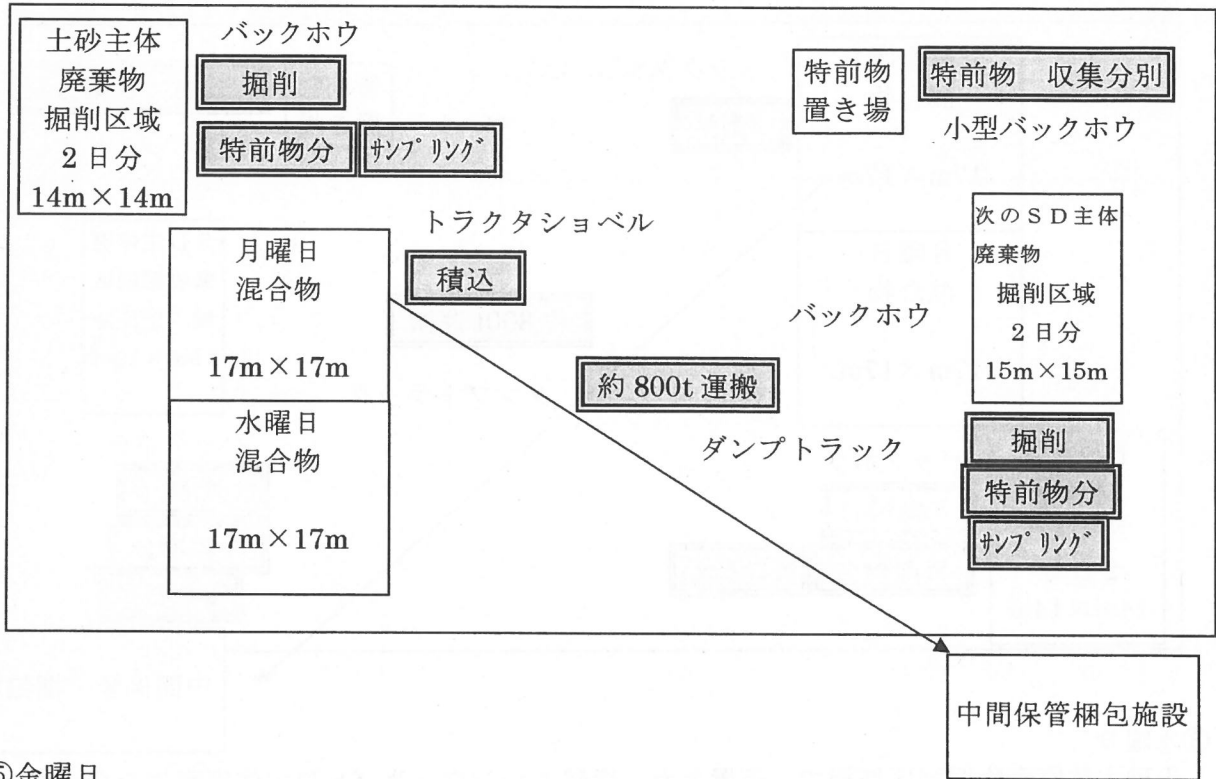 土砂主体
廃棄物
掘削区域
2日分
14m×14m
バックホウ
掘削
特前物分
サンプリング
特前物
置き場
特前物 収集分別
小型バックホウ
月曜日
混合物
17m×17m
トラクタショベル
積込
次のSD主体
廃棄物
掘削区域
2日分
15m×15m
バックホウ
約800t運搬
ダンプトラック
水曜日
混合物
17m×17m
掘削
特前物分
サンプリング
中間保管梱包施設
金曜日